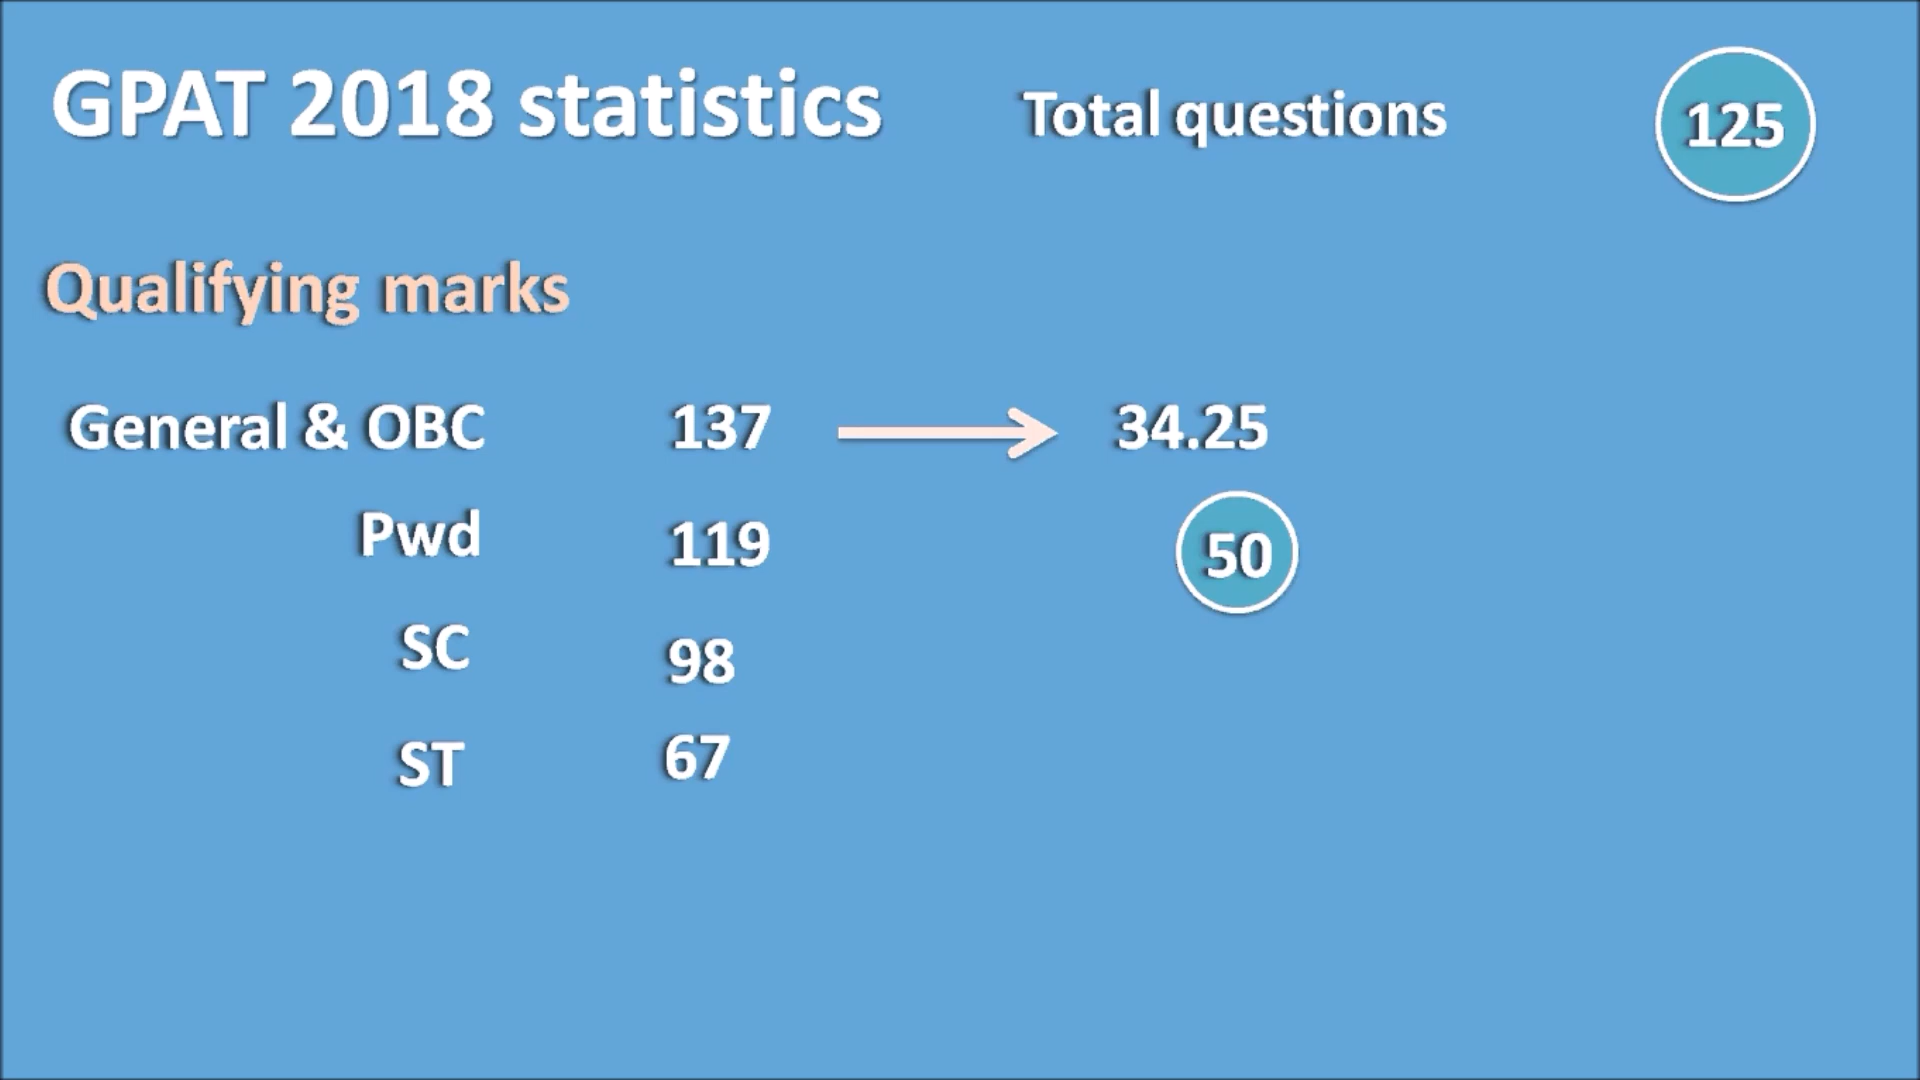 GPAT 2018 statistics
Total questions
125
Qualifying marks
General & OBC 137 34.25
Pwd 119 50
SC 98
ST 67